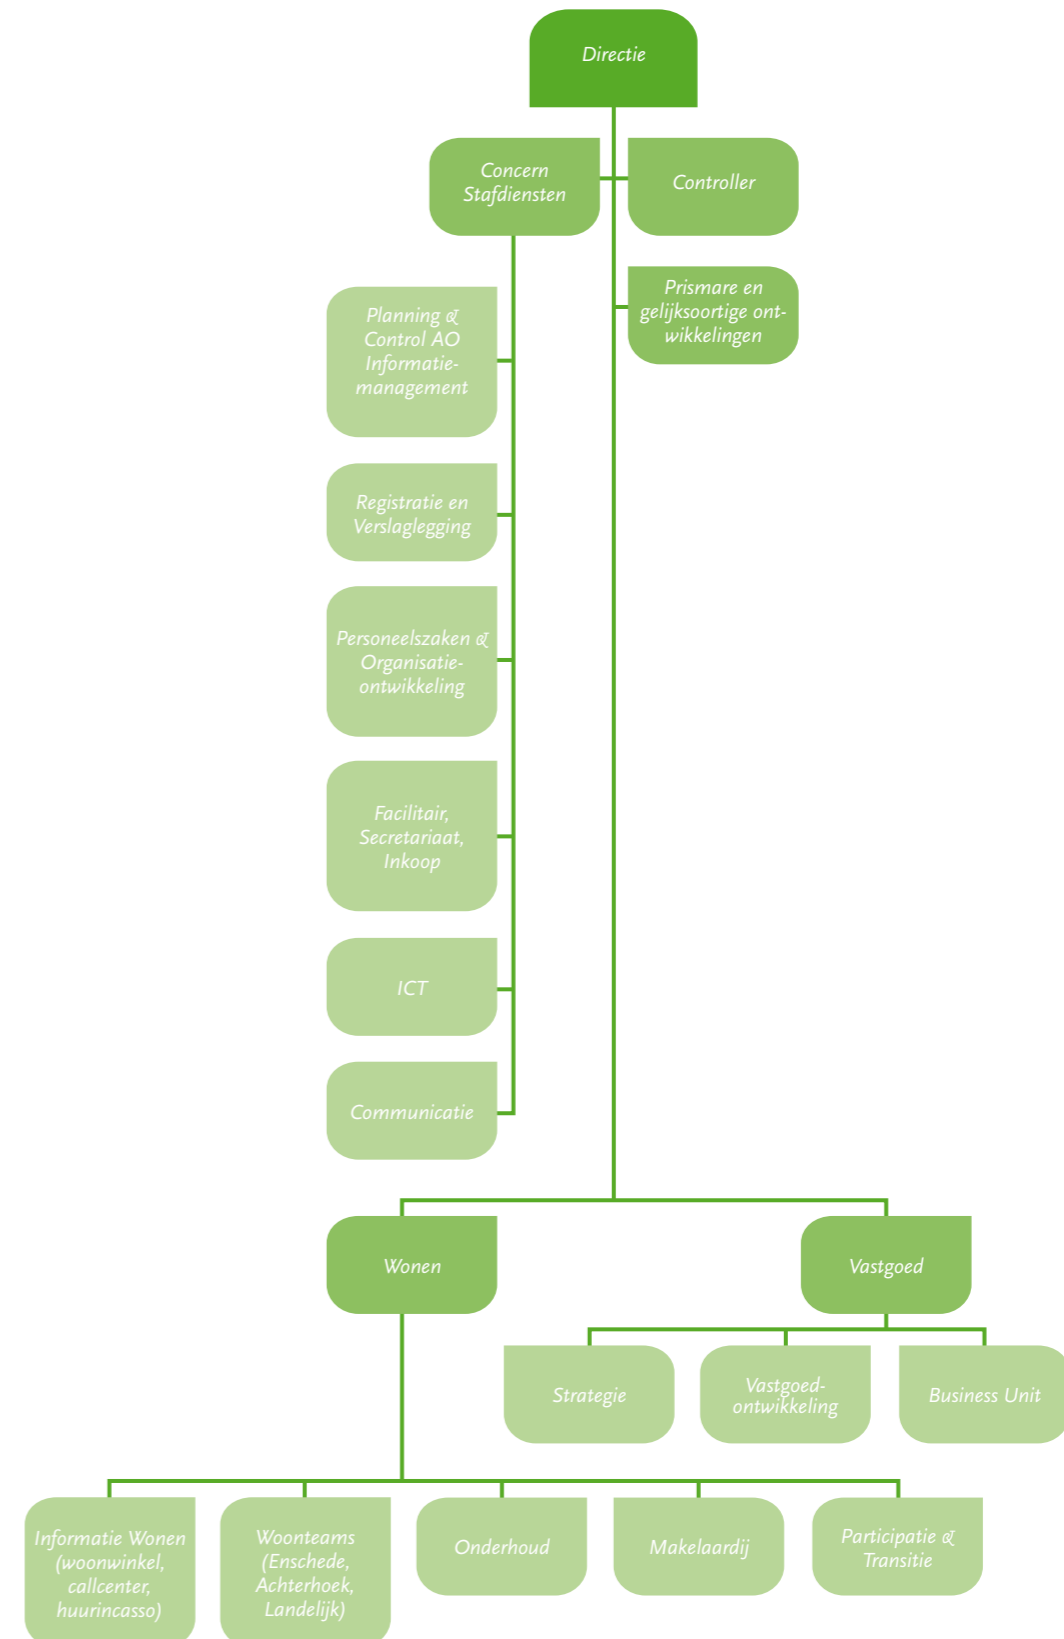 Directie
Concern
Stafdiensten
Controller
Prismare en
gelijksoortige ont-
wikkelingen
Planning &
Control AO
Informatie-
management
Registratie en
Verslaglegging
Personeelszaken &
Organisatie-
ontwikkeling
Facilitair,
Secretariaat,
Inkoop
ICT
Communicatie
Wonen
Vastgoed
Strategie
Vastgoed-
ontwikkeling
Business Unit
Informatie Wonen
(woonwinkel,
callcenter,
huurincasso)
Woonteams
(Enschede,
Achterhoek,
Landelijk)
Onderhoud
Makelaardij
Participatie &
Transitie